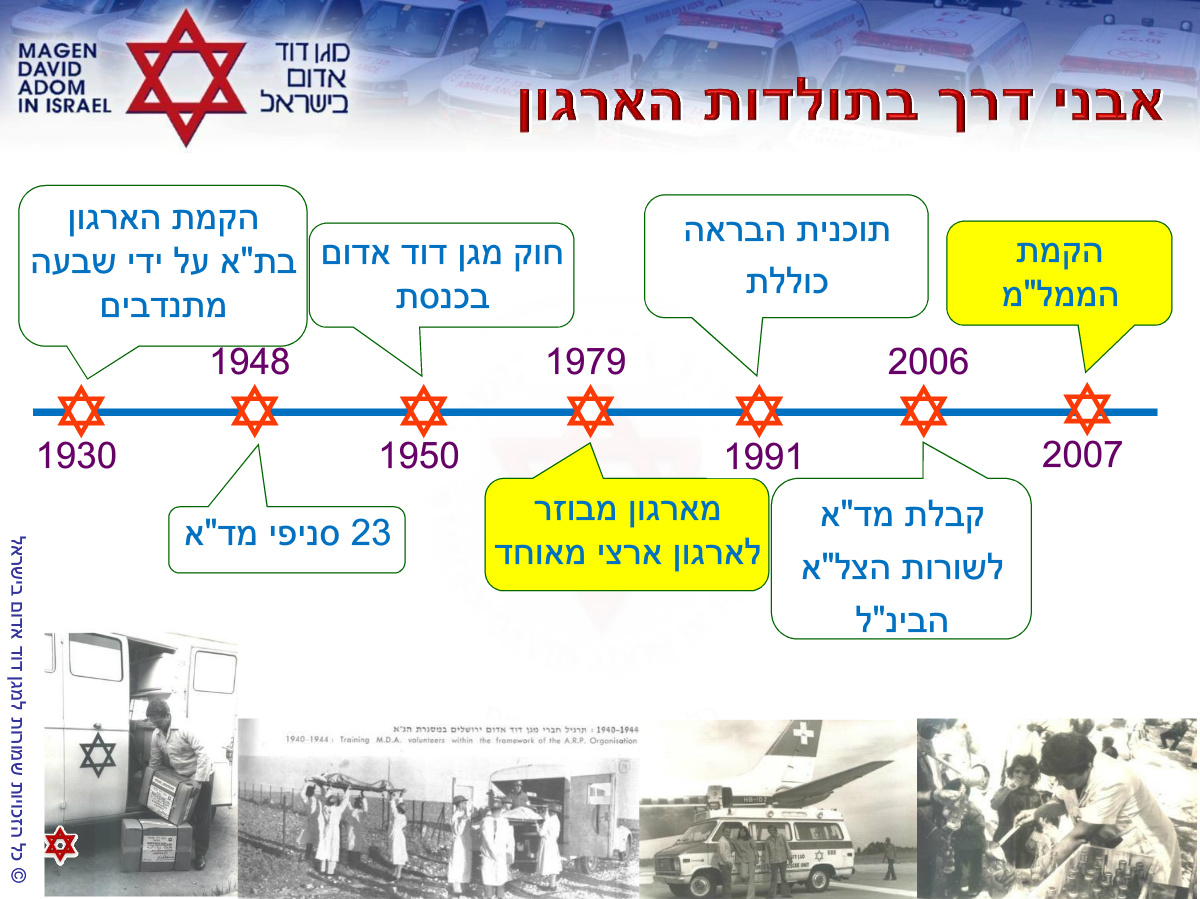 MAGEN
DAVID
ADOM
IN ISRAEL
מגן דוד
אדום
בישראל
אבני דרך בתולדות הארגון
הקמת הארגון
בת"א על ידי שבעה
מתנדבים
חוק מגן דוד אדום
בכנסת
תוכנית הבראה
כוללת
הקמת
הממל"מ
1948
1979
2006
1930
1950
1991
2007
23 סניפי מד"א
מארגון מבוזר
לארגון ארצי מאוחד
קבלת מד"א
לשורות הצל"א
הבינ"ל
© כל הזכויות שמורות למגן דוד אדום בישראל
1940-1944 : תרגיל חברי מגן דוד אדום ירושלים במסגרת הג"א
1940-1944 : Training M.D.A. volunteers within the framework of the A.R.P. Organisation